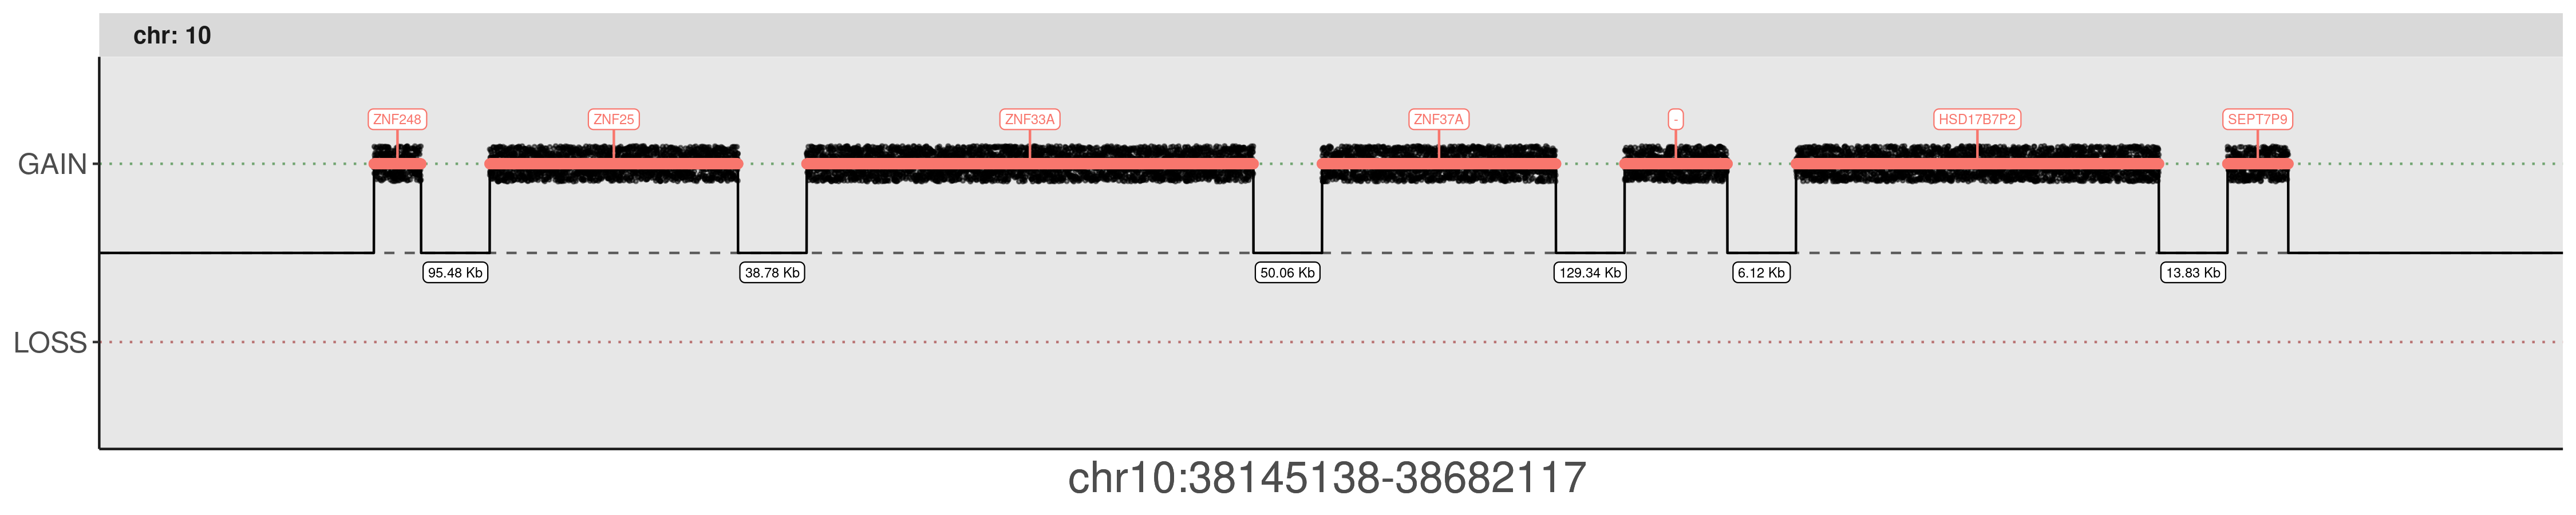 chr: 10
ZNF248 ZNF25 ZNF33A ZNF37A - HSD17B7P2 SEPT7P9
GAIN
95.48 Kb 38.78 Kb 50.06 Kb 129.34 Kb 6.12 Kb 13.83 Kb
LOSS
chr10:38145138-38682117